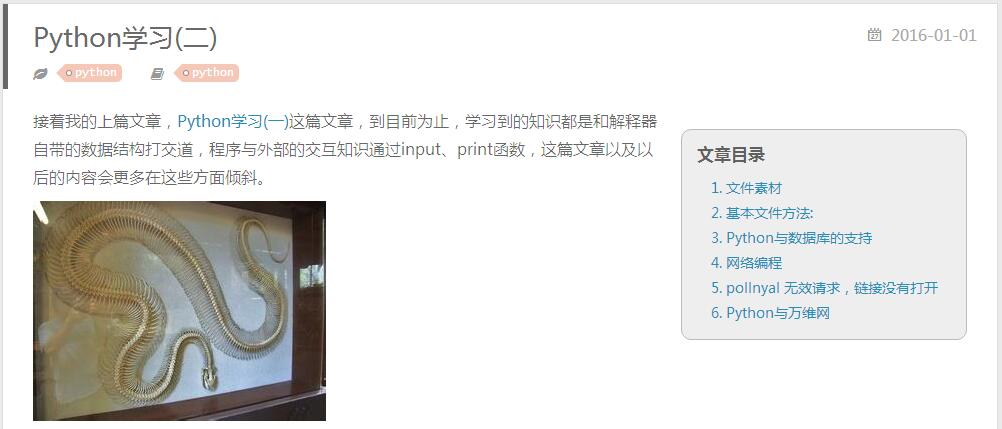 Python学习(二)
2016-01-01
python python
接着我的上篇文章，Python学习(一)这篇文章，到目前为止，学习到的知识都是和解释器
自带的数据结构打交道，程序与外部的交互知识通过input、print函数，这篇文章以及以
后的内容会更多在这些方面倾斜。
文章目录
1. 文件素材
2. 基本文件方法:
3. Python与数据库的支持
4. 网络编程
5. pollnyal 无效请求，链接没有打开
6. Python与万维网